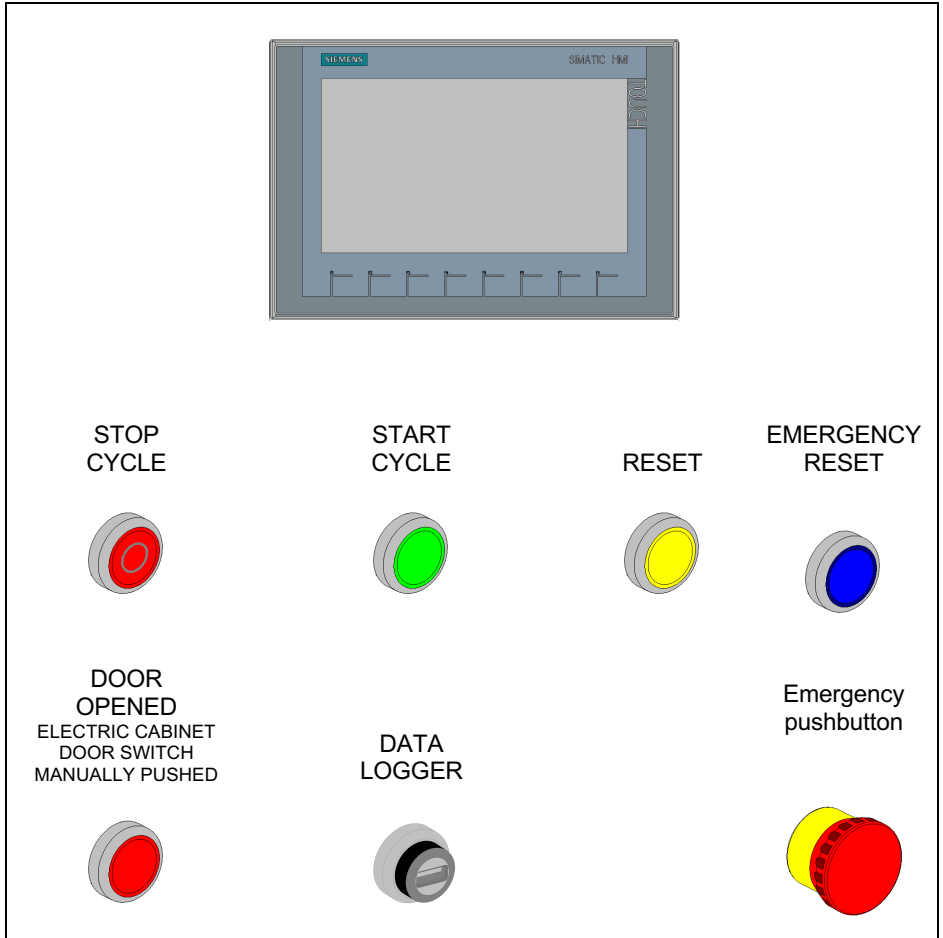 SIEMENS
SIMATIC HMI
TOUCH
STOP
CYCLE
START
CYCLE
RESET
EMERGENCY
RESET
DOOR
OPENED
ELECTRIC CABINET
DOOR SWITCH
MANUALLY PUSHED
DATA
LOGGER
Emergency
pushbutton